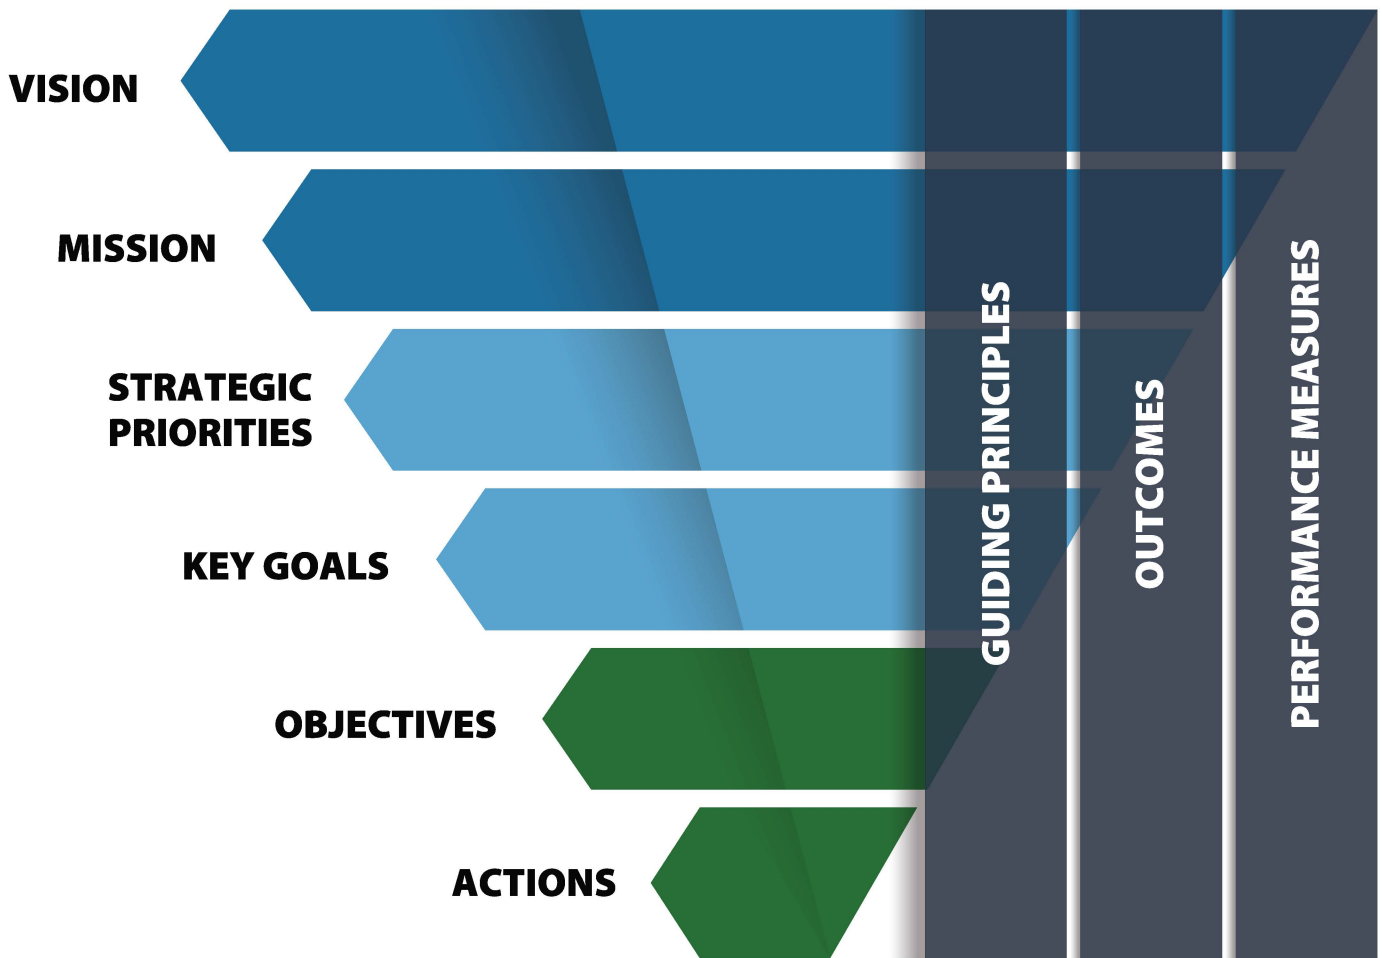 VISION
MISSION
STRATEGIC
PRIORITIES
KEY GOALS
OBJECTIVES
ACTIONS
GUIDING PRINCIPLES
OUTCOMES
PERFORMANCE MEASURES